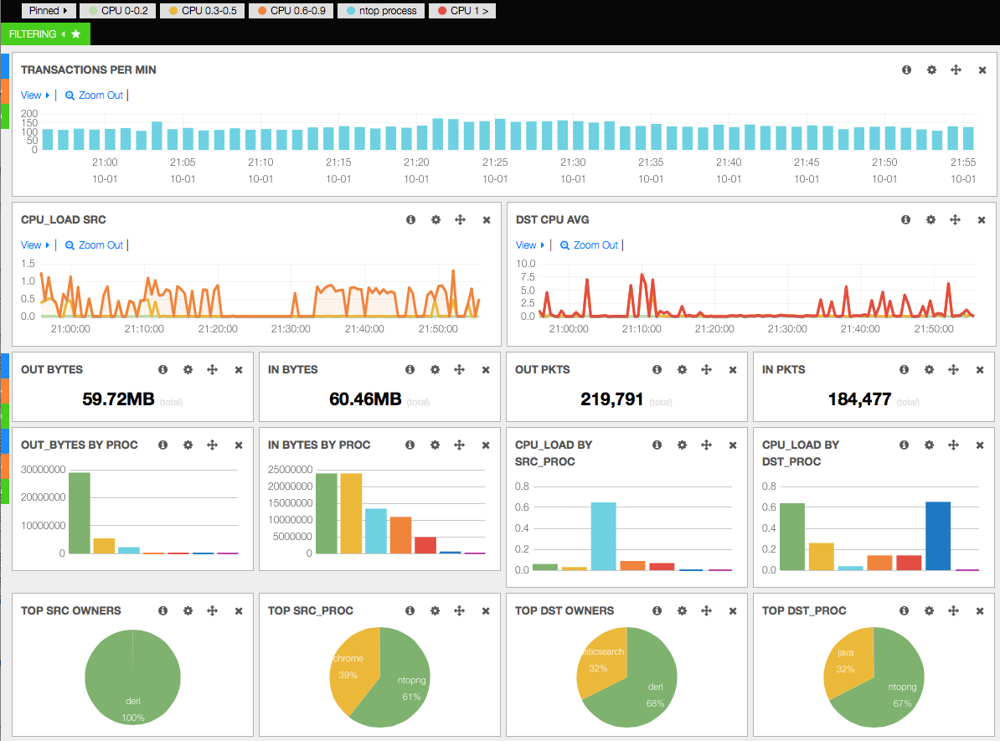 Pinned CPU 0-0.2 CPU 0.3-0.5 CPU 0.6-0.9 ntop process CPU 1 >
FILTERING
TRANSACTIONS PER MIN
View | Zoom Out |
200
150
100
50
0
21:00 21:05 21:10 21:15 21:20 21:25 21:30 21:35 21:40 21:45 21:50 21:55
10-01 10-01 10-01 10-01 10-01 10-01 10-01 10-01 10-01 10-01 10-01 10-01
CPU_LOAD SRC
View | Zoom Out |
1.5
1.0
0.5
0.0
21:00:00 21:10:00 21:20:00 21:30:00 21:40:00 21:50:00
DST CPU AVG
View | Zoom Out |
10.0
7.5
5.0
2.5
0.0
21:00:00 21:10:00 21:20:00 21:30:00 21:40:00 21:50:00
OUT BYTES
59.72MB (total)
IN BYTES
60.46MB (total)
OUT PKTS
219,791 (total)
IN PKTS
184,477 (total)
OUT_BYTES BY PROC
30000000
20000000
10000000
0
IN BYTES BY PROC
25000000
20000000
15000000
10000000
5000000
0
CPU_LOAD BY
SRC_PROC
0.8
0.6
0.4
0.2
0.0
CPU_LOAD BY
DST_PROC
0.8
0.6
0.4
0.2
0.0
TOP SRC OWNERS
deri
100%
TOP SRC_PROC
chrome
39%
ntopng
61%
TOP DST OWNERS
sticsearch
32%
deri
68%
TOP DST_PROC
java
32%
ntopng
67%